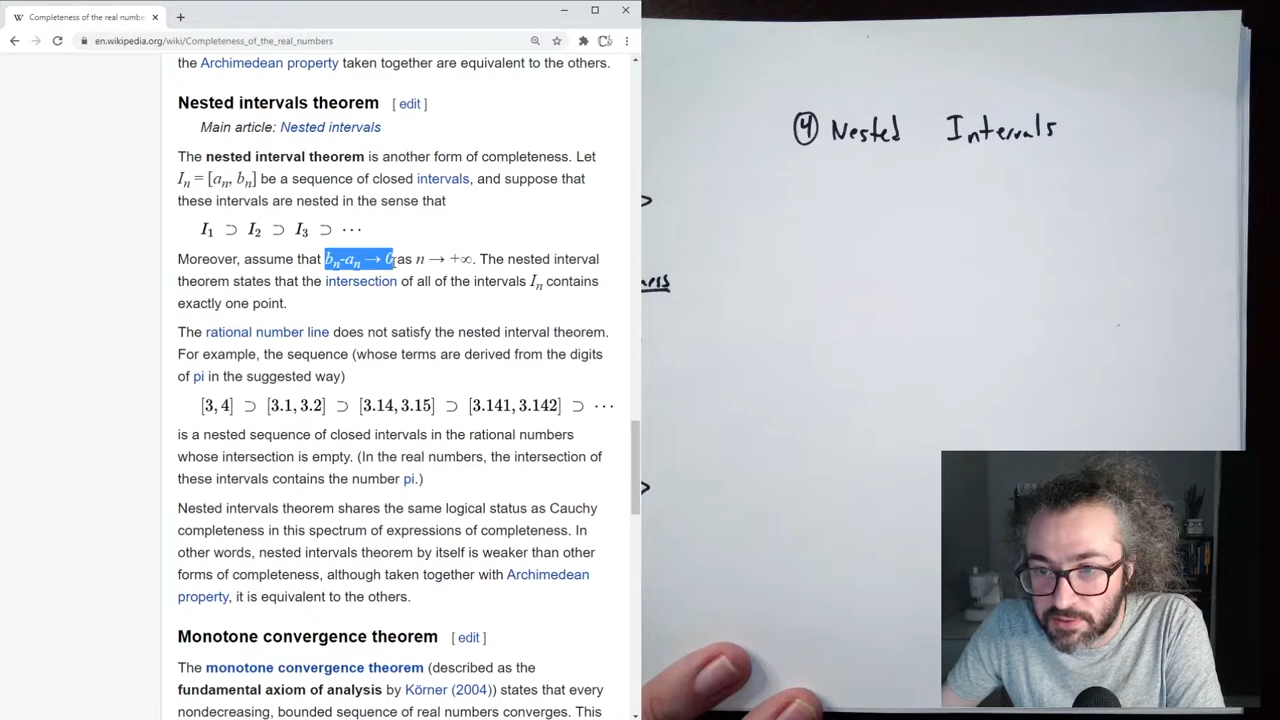 Completeness of the real numb
en.wikipedia.org/wiki/Completeness_of_the_real_numbers
the Archimedean property taken together are equivalent to the others.
Nested intervals theorem [ edit ]
Main article: Nested intervals
The nested interval theorem is another form of completeness. Let
Iₙ = [aₙ, bₙ] be a sequence of closed intervals, and suppose that
these intervals are nested in the sense that
I₁ ⊃ I₂ ⊃ I₃ ⊃ ⋯
Moreover, assume that bₙ-aₙ → 0 as n → +∞. The nested interval
theorem states that the intersection of all of the intervals Iₙ contains
exactly one point.
The rational number line does not satisfy the nested interval theorem.
For example, the sequence (whose terms are derived from the digits
of pi in the suggested way)
[3, 4] ⊃ [3.1, 3.2] ⊃ [3.14, 3.15] ⊃ [3.141, 3.142] ⊃ ⋯
is a nested sequence of closed intervals in the rational numbers
whose intersection is empty. (In the real numbers, the intersection of
these intervals contains the number pi.)
Nested intervals theorem shares the same logical status as Cauchy
completeness in this spectrum of expressions of completeness. In
other words, nested intervals theorem by itself is weaker than other
forms of completeness, although taken together with Archimedean
property, it is equivalent to the others.
Monotone convergence theorem [ edit ]
The monotone convergence theorem (described as the
fundamental axiom of analysis by Körner (2004)) states that every
nondecreasing, bounded sequence of real numbers converges. This
④ Nested Intervals